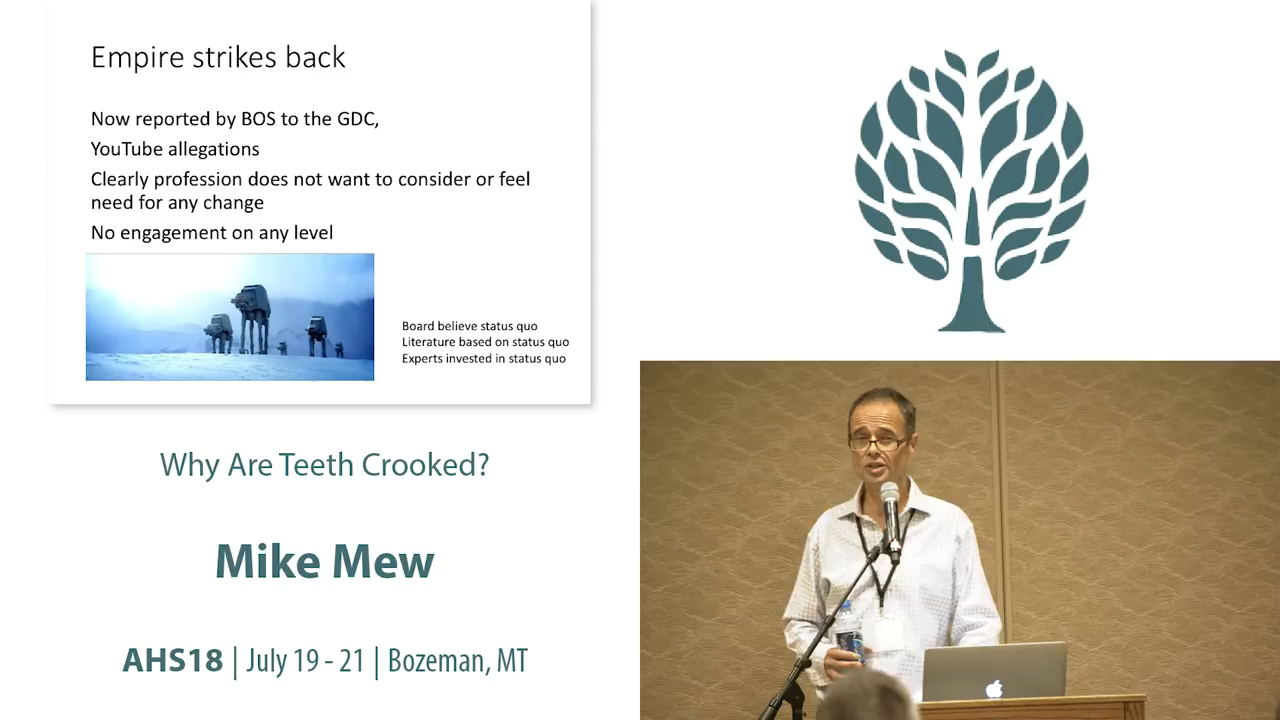 Empire strikes back
Now reported by BOS to the GDC,
YouTube allegations
Clearly profession does not want to consider or feel
need for any change
No engagement on any level
Board believe status quo
Literature based on status quo
Experts invested in status quo
Why Are Teeth Crooked?
Mike Mew
AHS18 | July 19 - 21 | Bozeman, MT